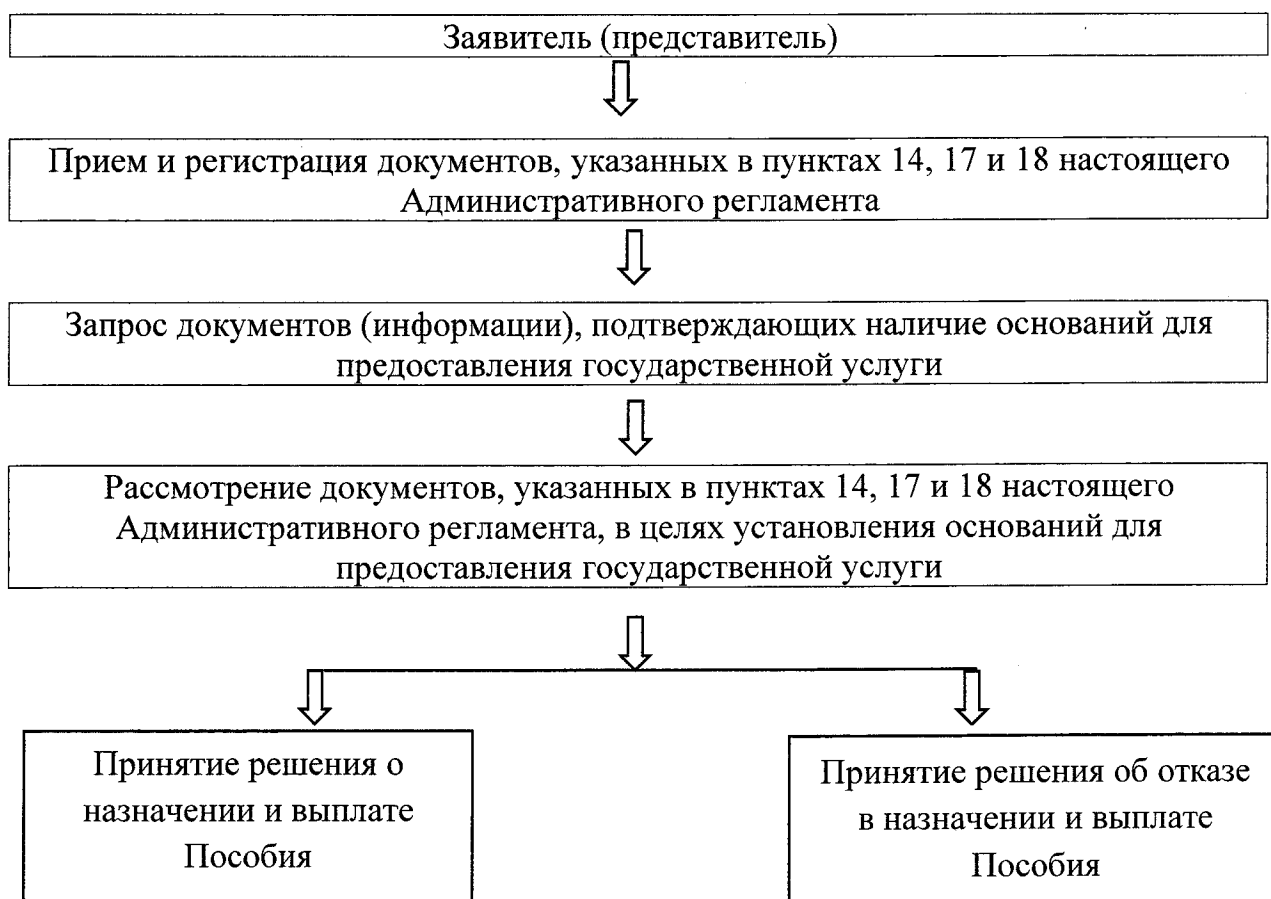 Заявитель (представитель)
Прием и регистрация документов, указанных в пунктах 14, 17 и 18 настоящего
Административного регламента
Запрос документов (информации), подтверждающих наличие оснований для
предоставления государственной услуги
Рассмотрение документов, указанных в пунктах 14, 17 и 18 настоящего
Административного регламента, в целях установления оснований для
предоставления государственной услуги
Принятие решения о
назначении и выплате
Пособия
Принятие решения об отказе
в назначении и выплате
Пособия